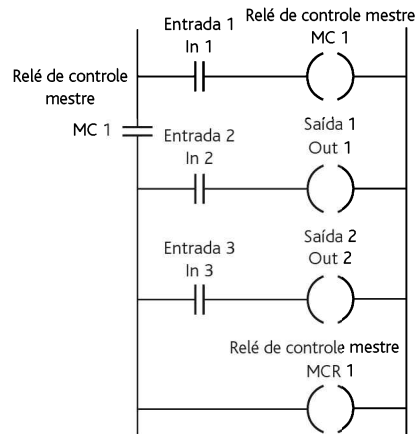 Entrada 1
In 1
Relé de controle mestre
MC 1
Relé de controle
mestre
MC 1
Entrada 2
In 2
Saída 1
Out 1
Entrada 3
In 3
Saída 2
Out 2
Relé de controle mestre
MCR 1